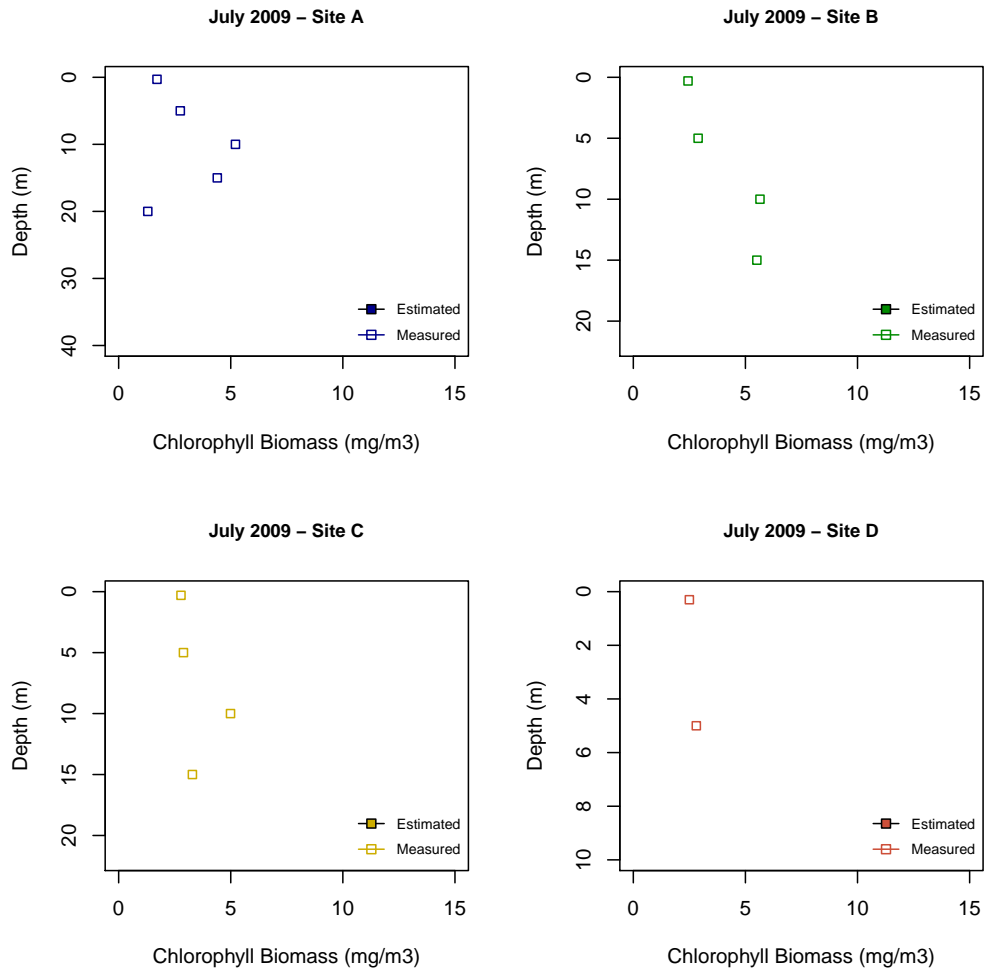 July 2009 – Site A
0
10
20
30
40
Depth (m)
Estimated
Measured
0 5 10 15
Chlorophyll Biomass (mg/m3)
July 2009 – Site B
0
5
10
15
20
Depth (m)
Estimated
Measured
0 5 10 15
Chlorophyll Biomass (mg/m3)
July 2009 – Site C
0
5
10
15
20
Depth (m)
Estimated
Measured
0 5 10 15
Chlorophyll Biomass (mg/m3)
July 2009 – Site D
0
2
4
6
8
10
Depth (m)
Estimated
Measured
0 5 10 15
Chlorophyll Biomass (mg/m3)